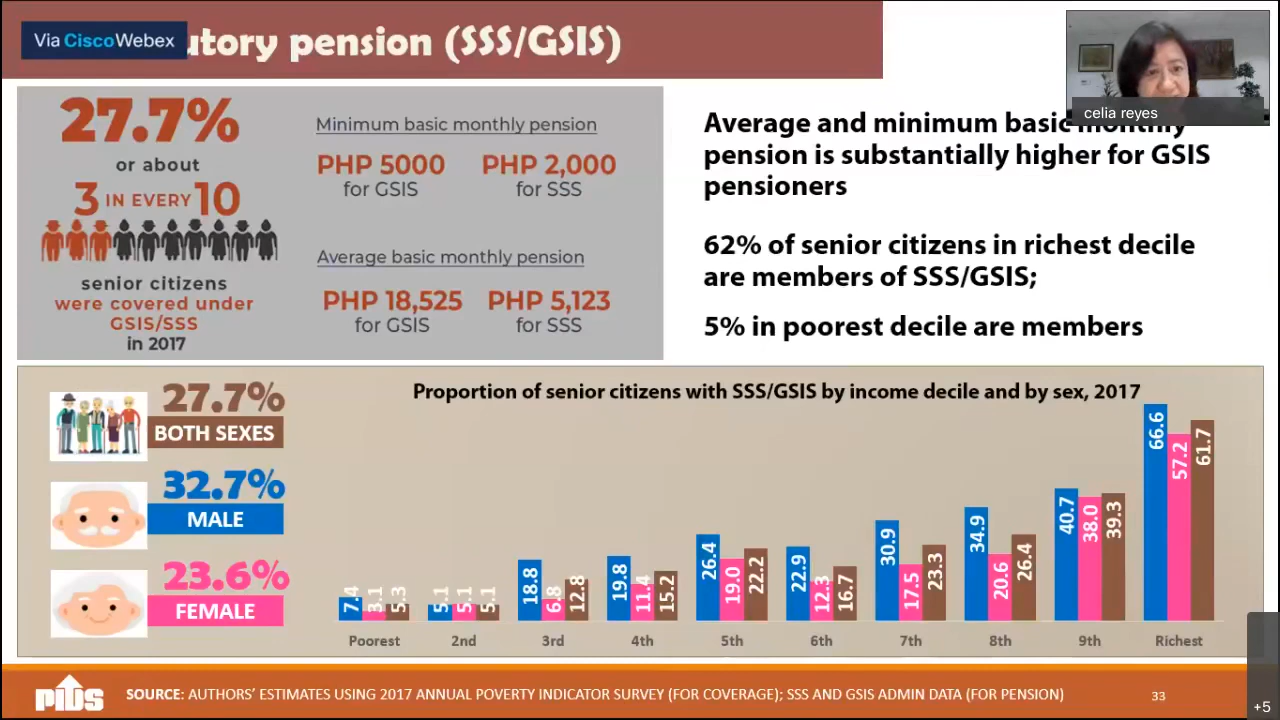 Via CiscoWebex
utory pension (SSS/GSIS)
celia reyes
27.7%
or about
3 IN EVERY 10
senior citizens
were covered under
GSIS/SSS
in 2017
Minimum basic monthly pension
PHP 5000 PHP 2,000
for GSIS for SSS
Average basic monthly pension
PHP 18,525 PHP 5,123
for GSIS for SSS
Average and minimum basic monthly
pension is substantially higher for GSIS
pensioners
62% of senior citizens in richest decile
are members of SSS/GSIS;
5% in poorest decile are members
27.7%
BOTH SEXES
32.7%
MALE
23.6%
FEMALE
Proportion of senior citizens with SSS/GSIS by income decile and by sex, 2017
7.4 3.1 5.3
5.1 5.1 5.1
18.8 6.8 12.8
19.8 11.4 15.2
26.4 19.0 22.2
22.9 12.3 16.7
30.9 17.5 23.3
34.9 20.6 26.4
40.7 38.0 39.3
66.6 57.2 61.7
Poorest 2nd 3rd 4th 5th 6th 7th 8th 9th Richest
PIDS
SOURCE: AUTHORS' ESTIMATES USING 2017 ANNUAL POVERTY INDICATOR SURVEY (FOR COVERAGE); SSS AND GSIS ADMIN DATA (FOR PENSION)
33
+5